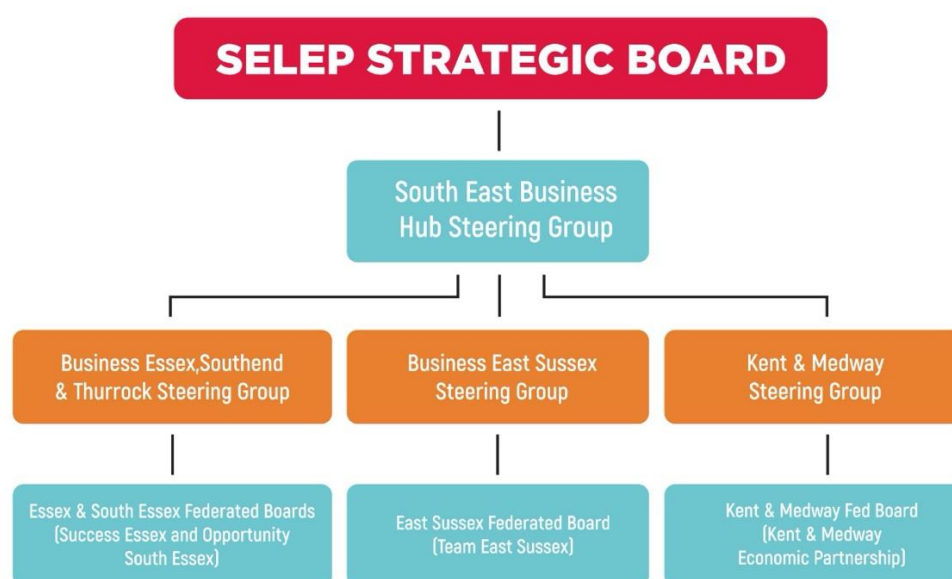 SELEP STRATEGIC BOARD
South East Business
Hub Steering Group
Business Essex,Southend
& Thurrock Steering Group
Business East Sussex
Steering Group
Kent & Medway
Steering Group
Essex & South Essex Federated Boards
(Success Essex and Opportunity
South Essex)
East Sussex Federated Board
(Team East Sussex)
Kent & Medway Fed Board
(Kent & Medway
Economic Partnership)